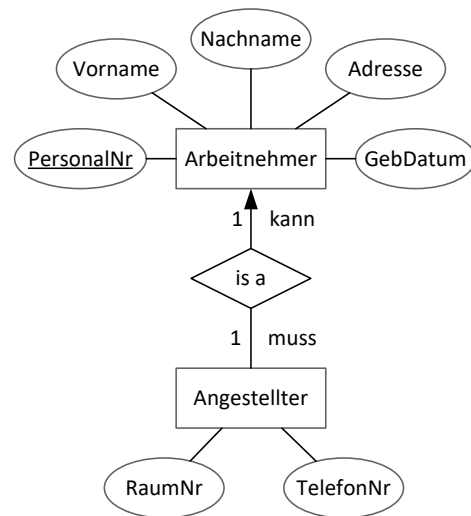 Nachname
Vorname
Adresse
PersonalNr
Arbeitnehmer
GebDatum
1 kann
is a
1 muss
Angestellter
RaumNr
TelefonNr